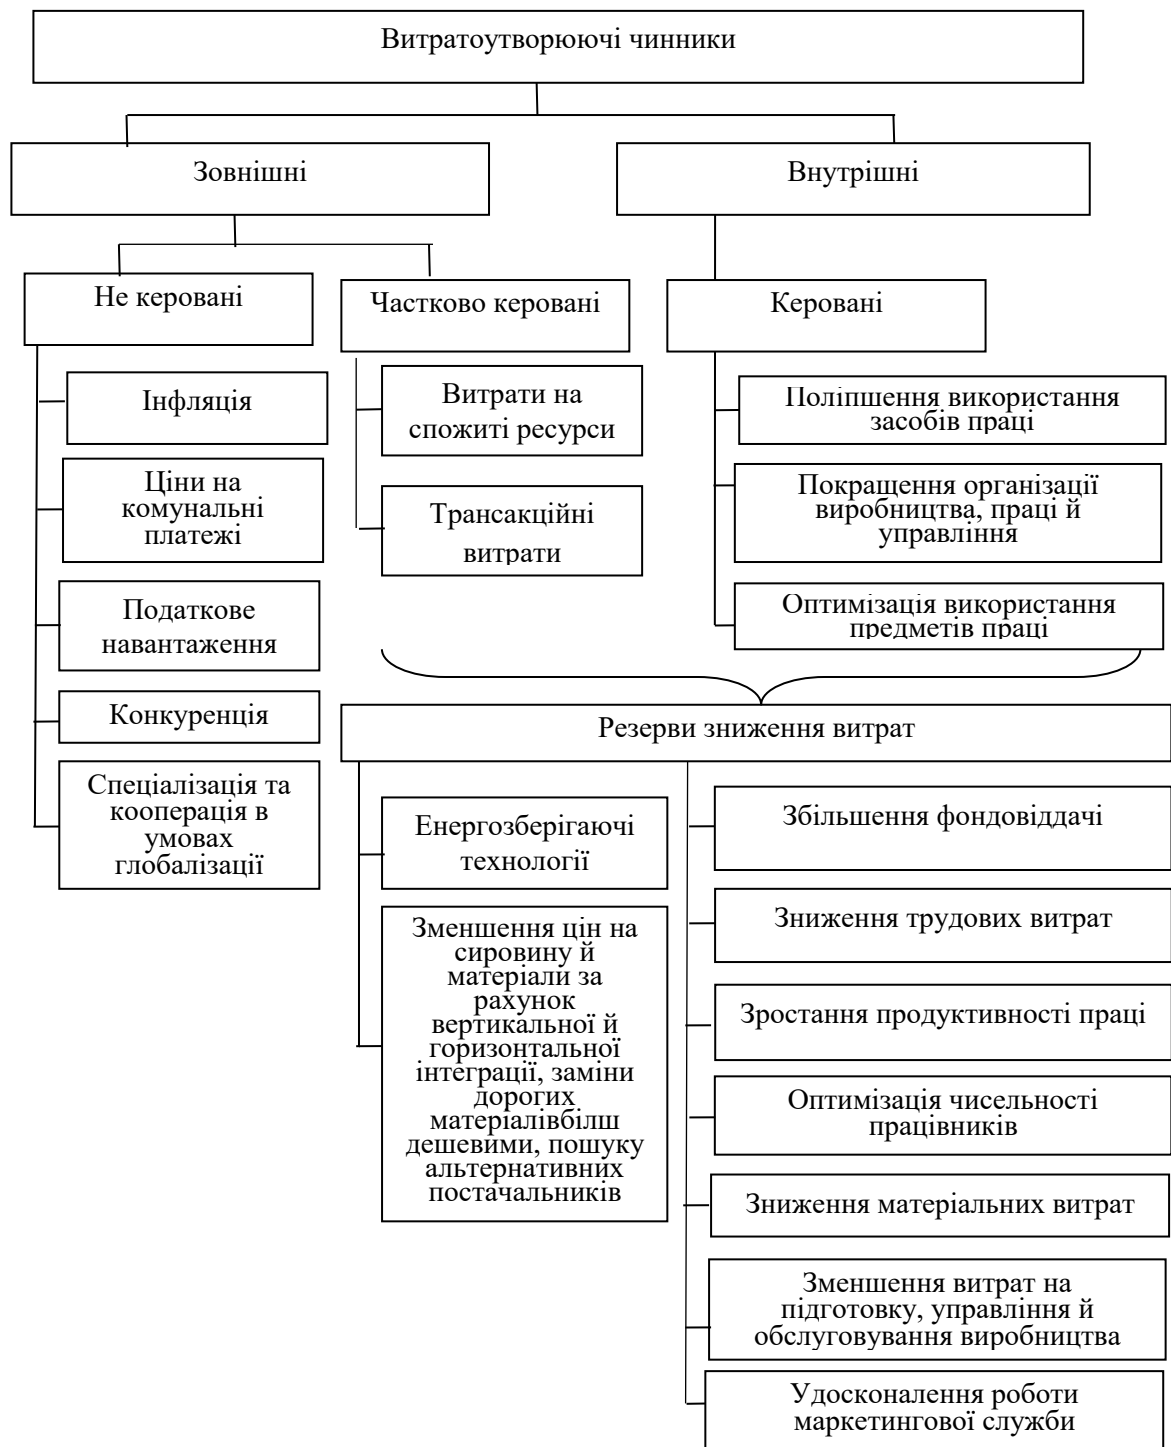 Витратоутворюючі чинники
Зовнішні
Внутрішні
Не керовані
Частково керовані
Керовані
Інфляція
Ціни на
комунальні
платежі
Податкове
навантаження
Конкуренція
Спеціалізація та
кооперація в
умовах
глобалізації
Витрати на
спожиті ресурси
Трансакційні
витрати
Поліпшення використання
засобів праці
Покращення організації
виробництва, праці й
управління
Оптимізація використання
предметів праці
Резерви зниження витрат
Енергозберігаючі
технології
Зменшення цін на
сировину й
матеріали за
рахунок
вертикальної й
горизонтальної
інтеграції, заміни
дорогих
матеріалівбілш
дешевими, пошуку
альтернативних
постачальників
Збільшення фондовіддачі
Зниження трудових витрат
Зростання продуктивності праці
Оптимізація чисельності
працівників
Зниження матеріальних витрат
Зменшення витрат на
підготовку, управління й
обслуговування виробництва
Удосконалення роботи
маркетингової служби